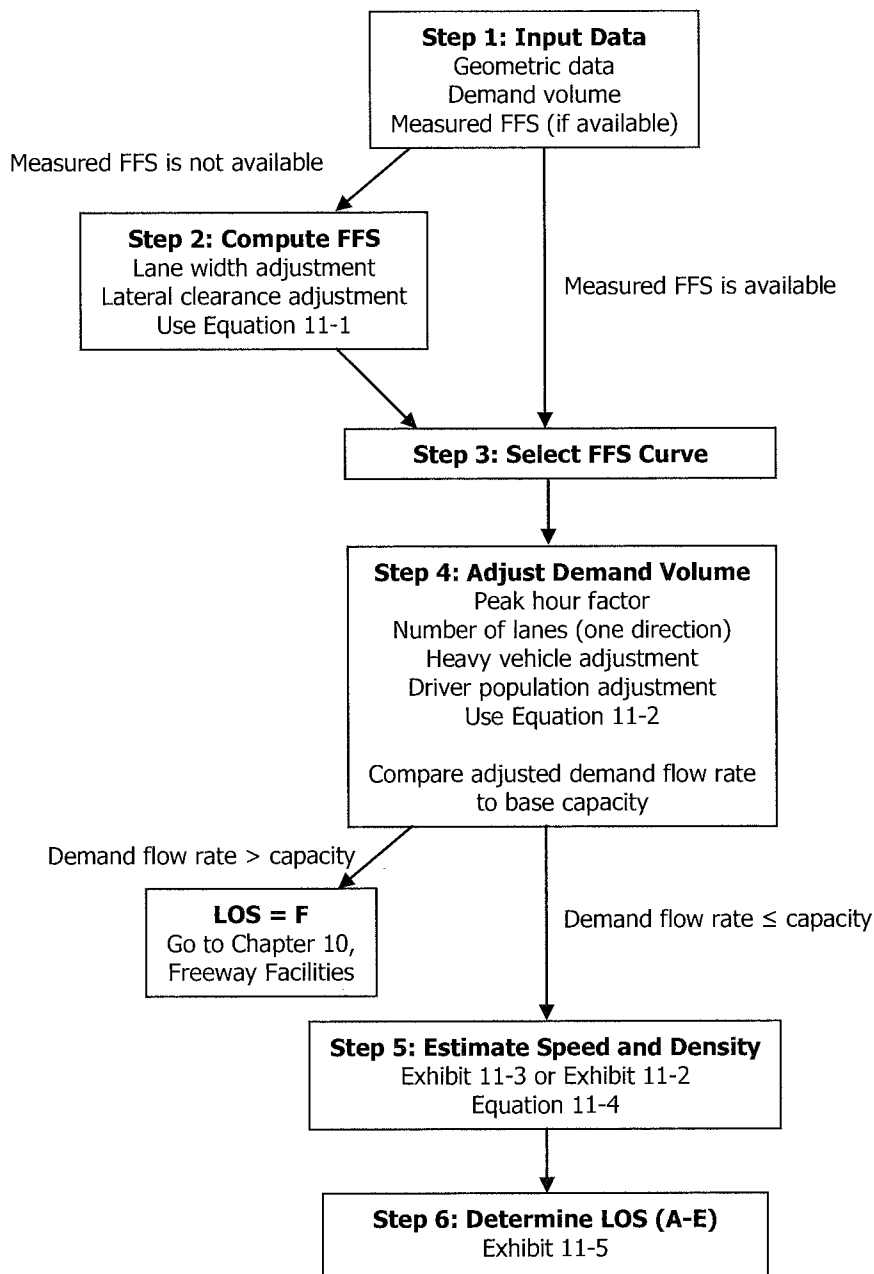 Step 1: Input Data
Geometric data
Demand volume
Measured FFS (if available)
Measured FFS is not available
Step 2: Compute FFS
Lane width adjustment
Lateral clearance adjustment
Use Equation 11-1
Measured FFS is available
Step 3: Select FFS Curve
Step 4: Adjust Demand Volume
Peak hour factor
Number of lanes (one direction)
Heavy vehicle adjustment
Driver population adjustment
Use Equation 11-2
Compare adjusted demand flow rate
to base capacity
Demand flow rate > capacity
LOS = F
Go to Chapter 10,
Freeway Facilities
Demand flow rate ≤ capacity
Step 5: Estimate Speed and Density
Exhibit 11-3 or Exhibit 11-2
Equation 11-4
Step 6: Determine LOS (A-E)
Exhibit 11-5